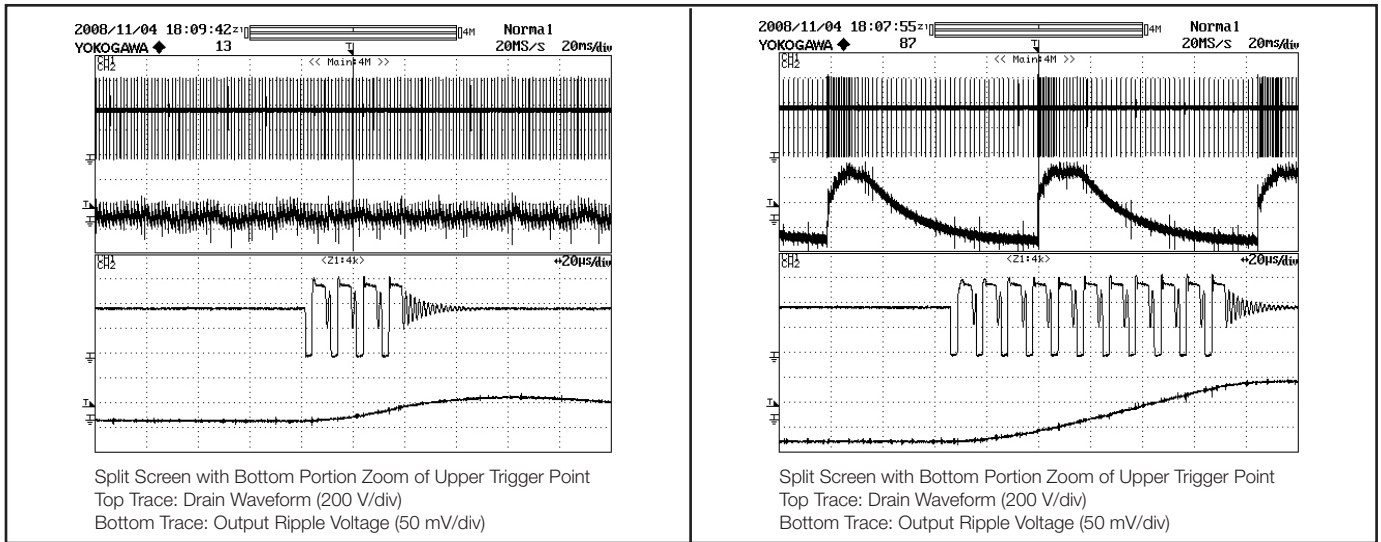 2008/11/04 18:09:42
Z1
4M
Normal
YOKOGAWA ◆ 13
20MS/s 20ms/div
CH1
CH2
<< Main:4M >>
CH1
CH2
<Z1:4k>
20µs/div
Split Screen with Bottom Portion Zoom of Upper Trigger Point
Top Trace: Drain Waveform (200 V/div)
Bottom Trace: Output Ripple Voltage (50 mV/div)
2008/11/04 18:07:55
Z1
4M
Normal
YOKOGAWA ◆ 87
20MS/s 20ms/div
CH1
CH2
<< Main:4M >>
CH1
CH2
<Z1:4k>
20µs/div
Split Screen with Bottom Portion Zoom of Upper Trigger Point
Top Trace: Drain Waveform (200 V/div)
Bottom Trace: Output Ripple Voltage (50 mV/div)